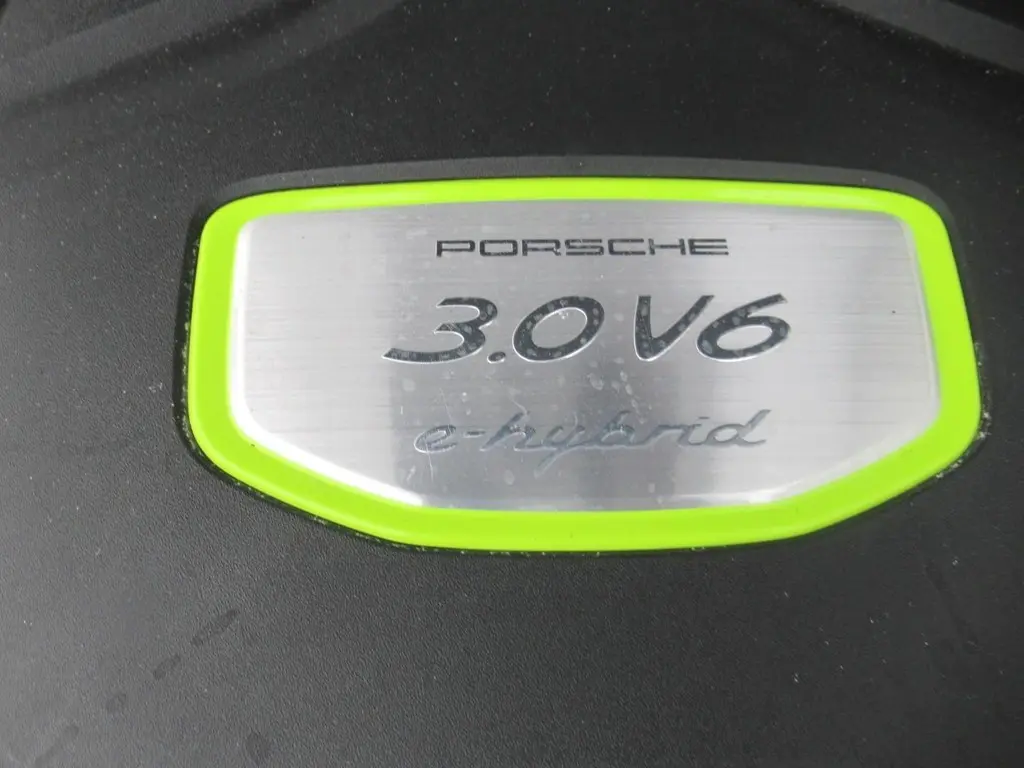 PORSCHE
3.0 V6
e-hybrid